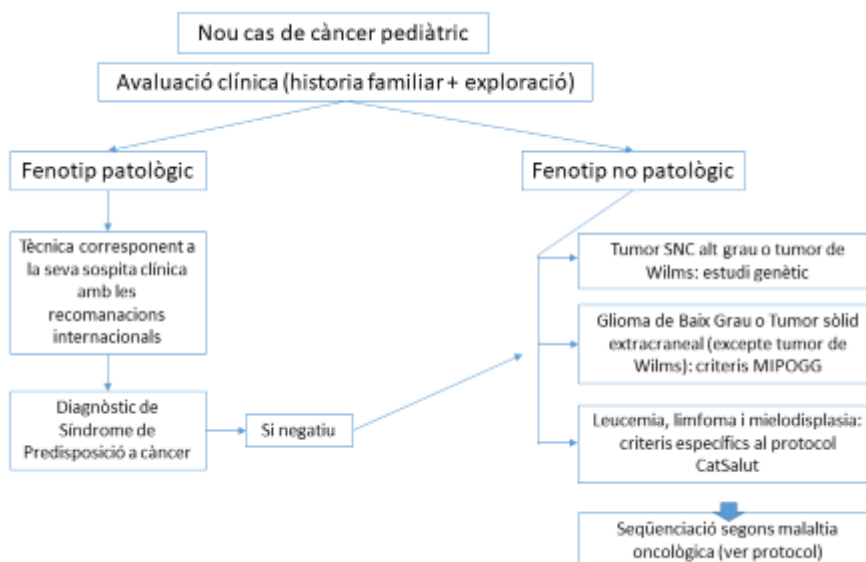 Nou cas de càncer pediàtric
Avaluació clínica (historia familiar + exploració)
Fenotip patològic
Fenotip no patològic
Tècnica corresponent a
la seva sospita clínica
amb les
recomanacions
internacionals
Tumor SNC alt grau o tumor de
Wilms: estudi genètic
Glioma de Baix Grau o Tumor sòlid
extracraneal (excepte tumor de
Wilms): criteris MIPOGG
Diagnòstic de
Síndrome de
Predisposició a càncer
Si negatiu
Leucemia, limfoma i mielodisplasia:
criteris específics al protocol
CatSalut
Seqüenciació segons malaltia
oncològica (ver protocol)